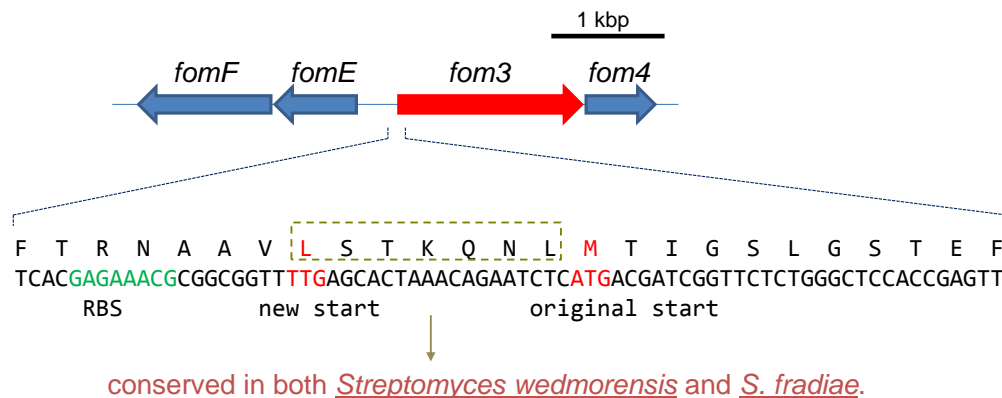 1 kbp
fomF fomE fom3 fom4
F T R N A A V L S T K Q N L M T I G S L G S T E F
TCACGAGAAACGCGGCGGTTTTGAGCACTAAACAGAATCTCATGACGATCGGTTCTCTGGGCTCCACCGAGTT
RBS new start original start
conserved in both Streptomyces wedmorensis and S. fradiae.